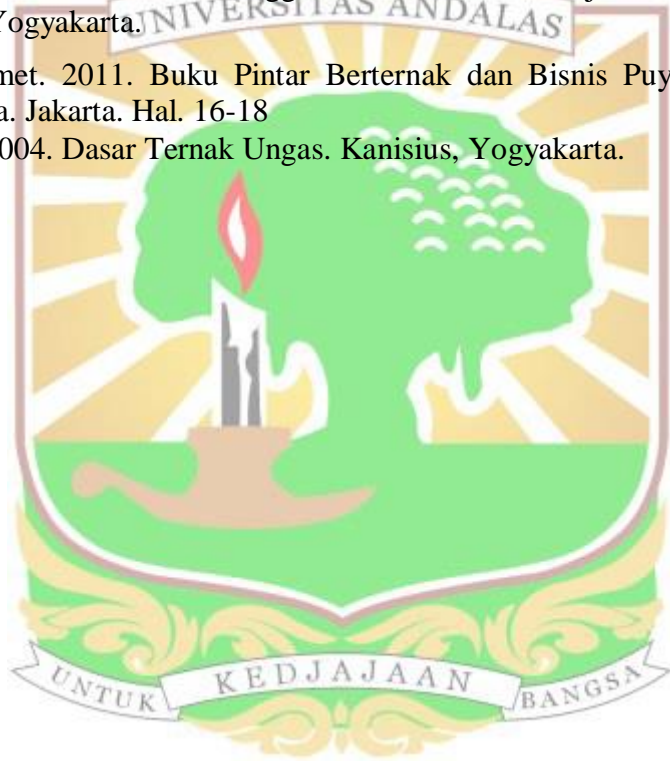 Yogyakarta.
UNIVERSITAS ANDALAS
met. 2011. Buku Pintar Berternak dan Bisnis Puy
a. Jakarta. Hal. 16-18
004. Dasar Ternak Ungas. Kanisius, Yogyakarta.
UNTUK KEDJAJAAN BANGSA